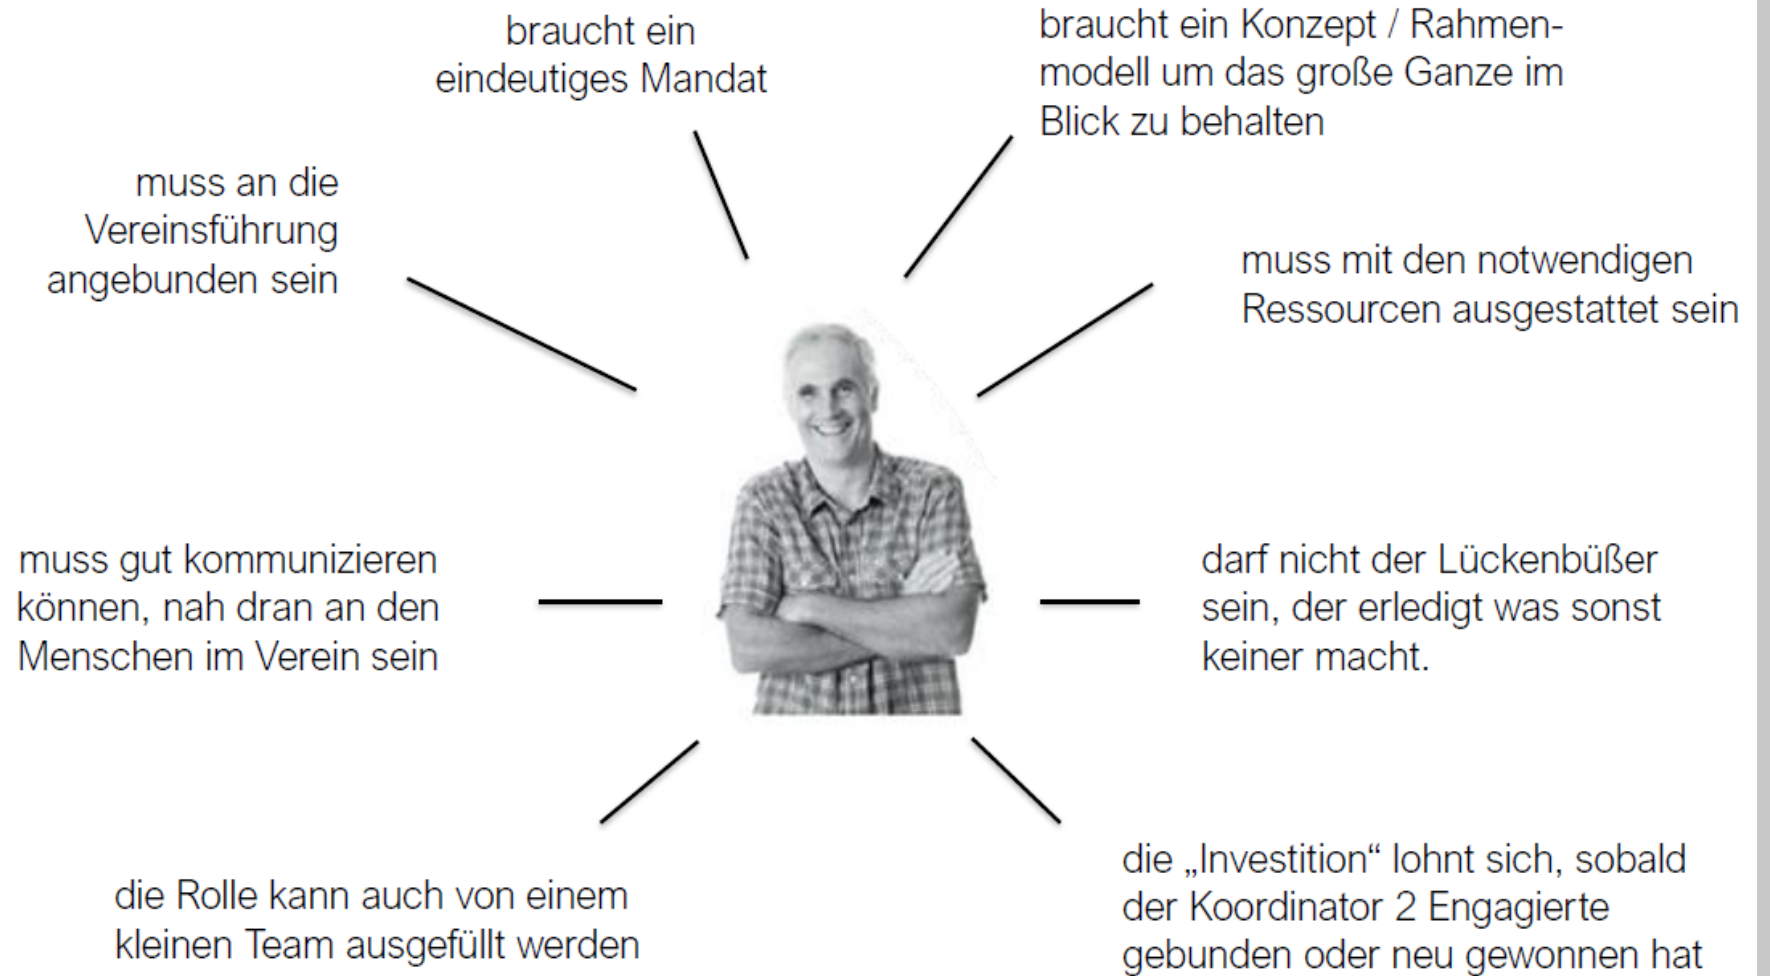 braucht ein
eindeutiges Mandat
braucht ein Konzept / Rahmen-
modell um das große Ganze im
Blick zu behalten
muss an die
Vereinsführung
angebunden sein
muss mit den notwendigen
Ressourcen ausgestattet sein
muss gut kommunizieren
können, nah dran an den
Menschen im Verein sein
darf nicht der Lückenbüßer
sein, der erledigt was sonst
keiner macht.
die Rolle kann auch von einem
kleinen Team ausgefüllt werden
die „Investition“ lohnt sich, sobald
der Koordinator 2 Engagierte
gebunden oder neu gewonnen hat